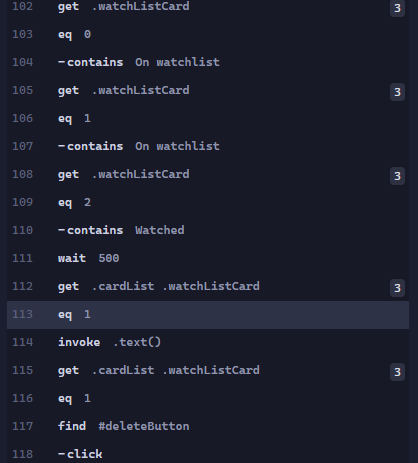 102 get .watchListCard 3
103 eq 0
104 -contains On watchlist
105 get .watchListCard 3
106 eq 1
107 -contains On watchlist
108 get .watchListCard 3
109 eq 2
110 -contains Watched
111 wait 500
112 get .cardList .watchListCard 3
113 eq 1
114 invoke .text()
115 get .cardList .watchListCard 3
116 eq 1
117 find #deleteButton
118 -click